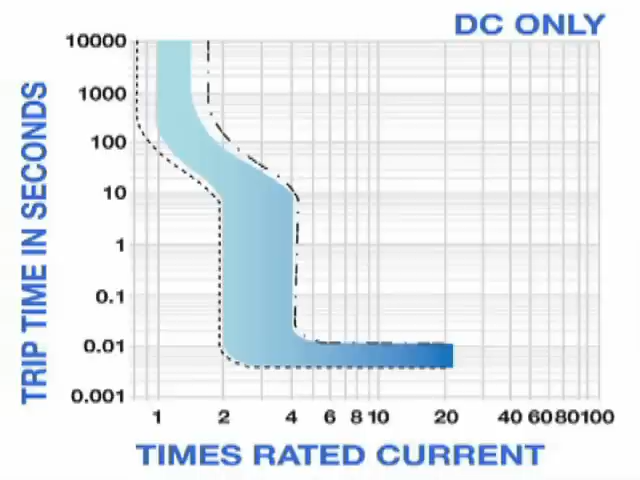 DC ONLY
10000
1000
100
10
1
0.1
0.01
0.001
TRIP TIME IN SECONDS
1 2 4 6 8 10 20 40 60 80 100
TIMES RATED CURRENT